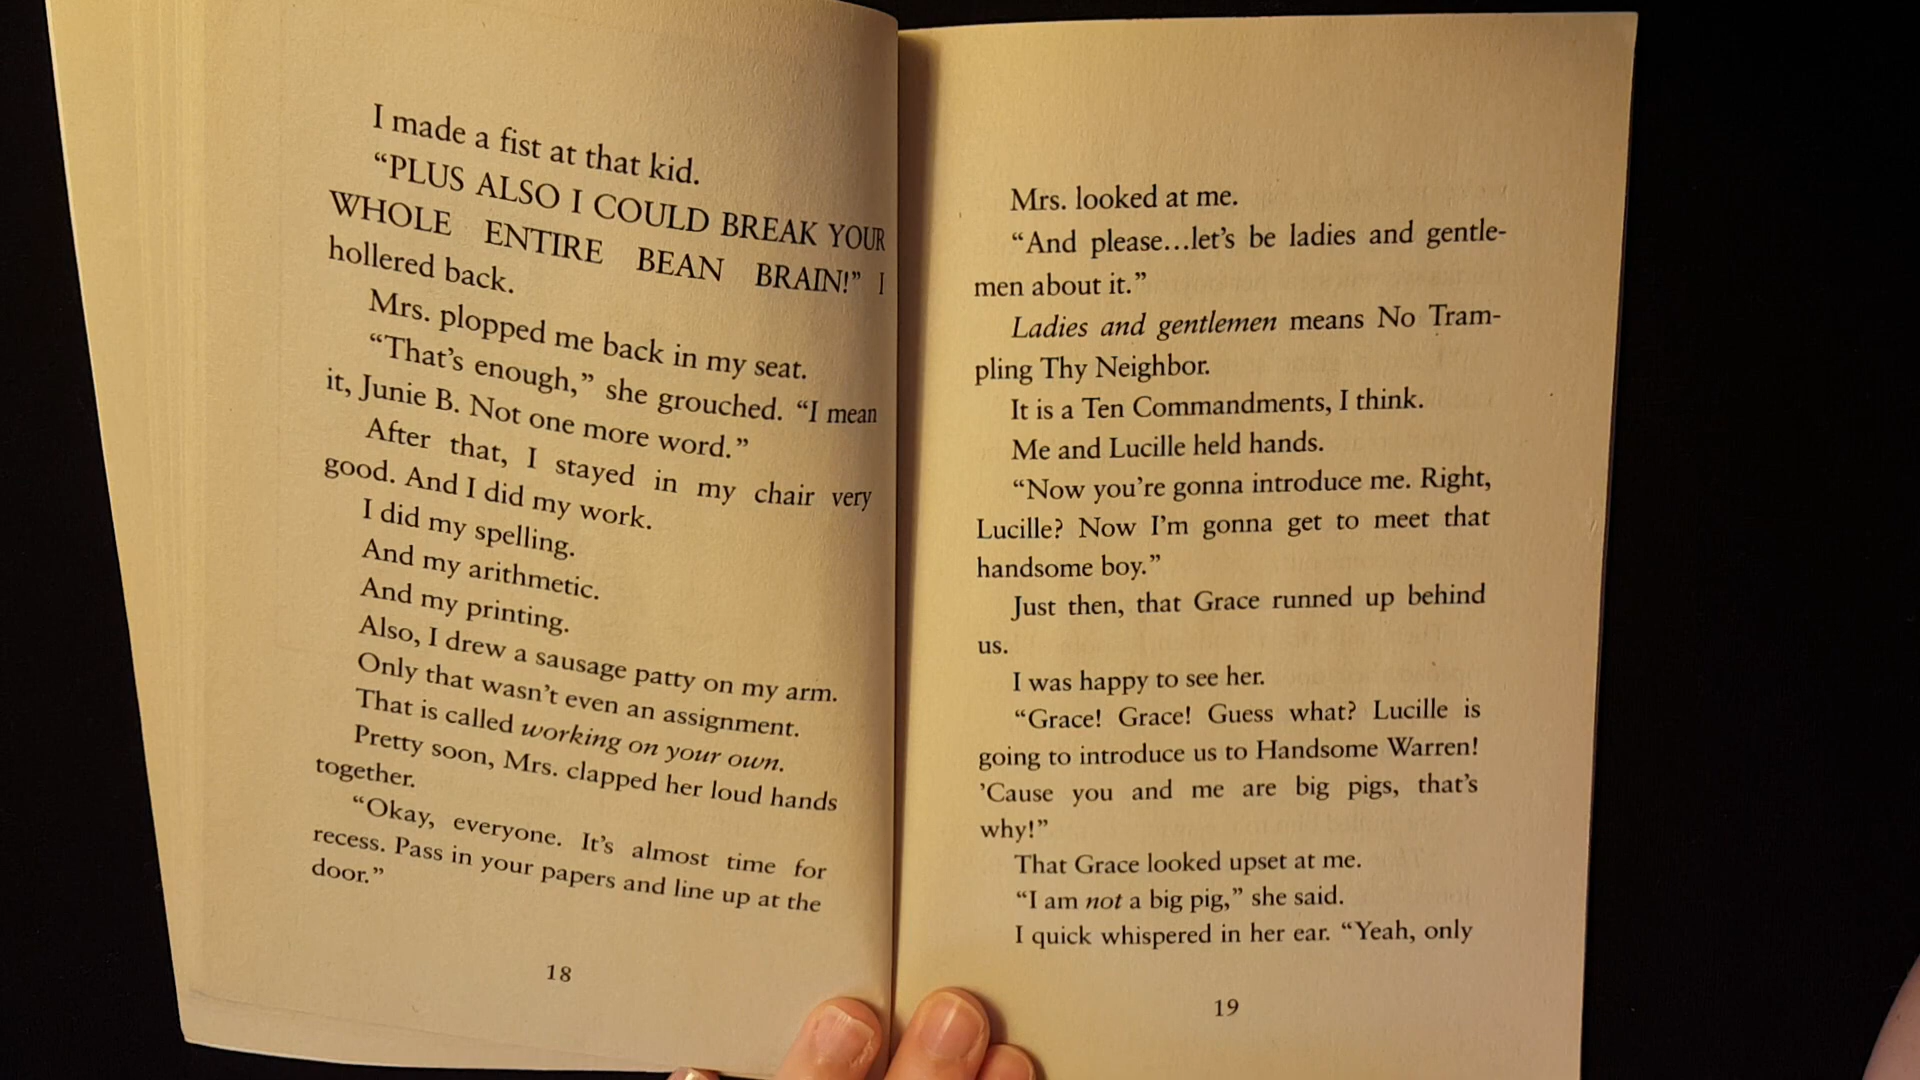 I made a fist at that kid.
“PLUS ALSO I COULD BREAK YOUR
WHOLE ENTIRE BEAN BRAIN!” I
hollered back.
Mrs. plopped me back in my seat.
“That’s enough,” she grouched. “I mean
it, Junie B. Not one more word.”
After that, I stayed in my chair very
good. And I did my work.
I did my spelling.
And my arithmetic.
And my printing.
Also, I drew a sausage patty on my arm.
Only that wasn’t even an assignment.
That is called working on your own.
Pretty soon, Mrs. clapped her loud hands
together.
“Okay, everyone. It’s almost time for
recess. Pass in your papers and line up at the
door.”
18
Mrs. looked at me.
“And please...let’s be ladies and gentle-
men about it.”
Ladies and gentlemen means No Tram-
pling Thy Neighbor.
It is a Ten Commandments, I think.
Me and Lucille held hands.
“Now you’re gonna introduce me. Right,
Lucille? Now I’m gonna get to meet that
handsome boy.”
Just then, that Grace runned up behind
us.
I was happy to see her.
“Grace! Grace! Guess what? Lucille is
going to introduce us to Handsome Warren!
’Cause you and me are big pigs, that’s
why!”
That Grace looked upset at me.
“I am not a big pig,” she said.
I quick whispered in her ear. “Yeah, only
19